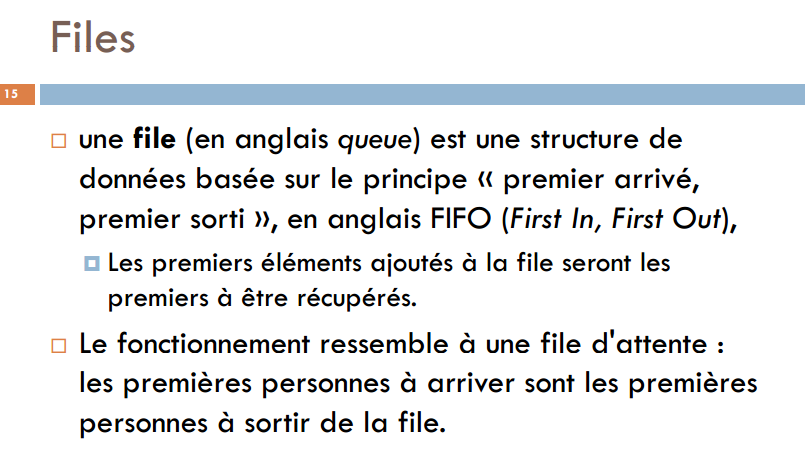 Files
15
une file (en anglais queue) est une structure de
données basée sur le principe « premier arrivé,
premier sorti », en anglais FIFO (First In, First Out),
Les premiers éléments ajoutés à la file seront les
premiers à être récupérés.
Le fonctionnement ressemble à une file d'attente :
les premières personnes à arriver sont les premières
personnes à sortir de la file.